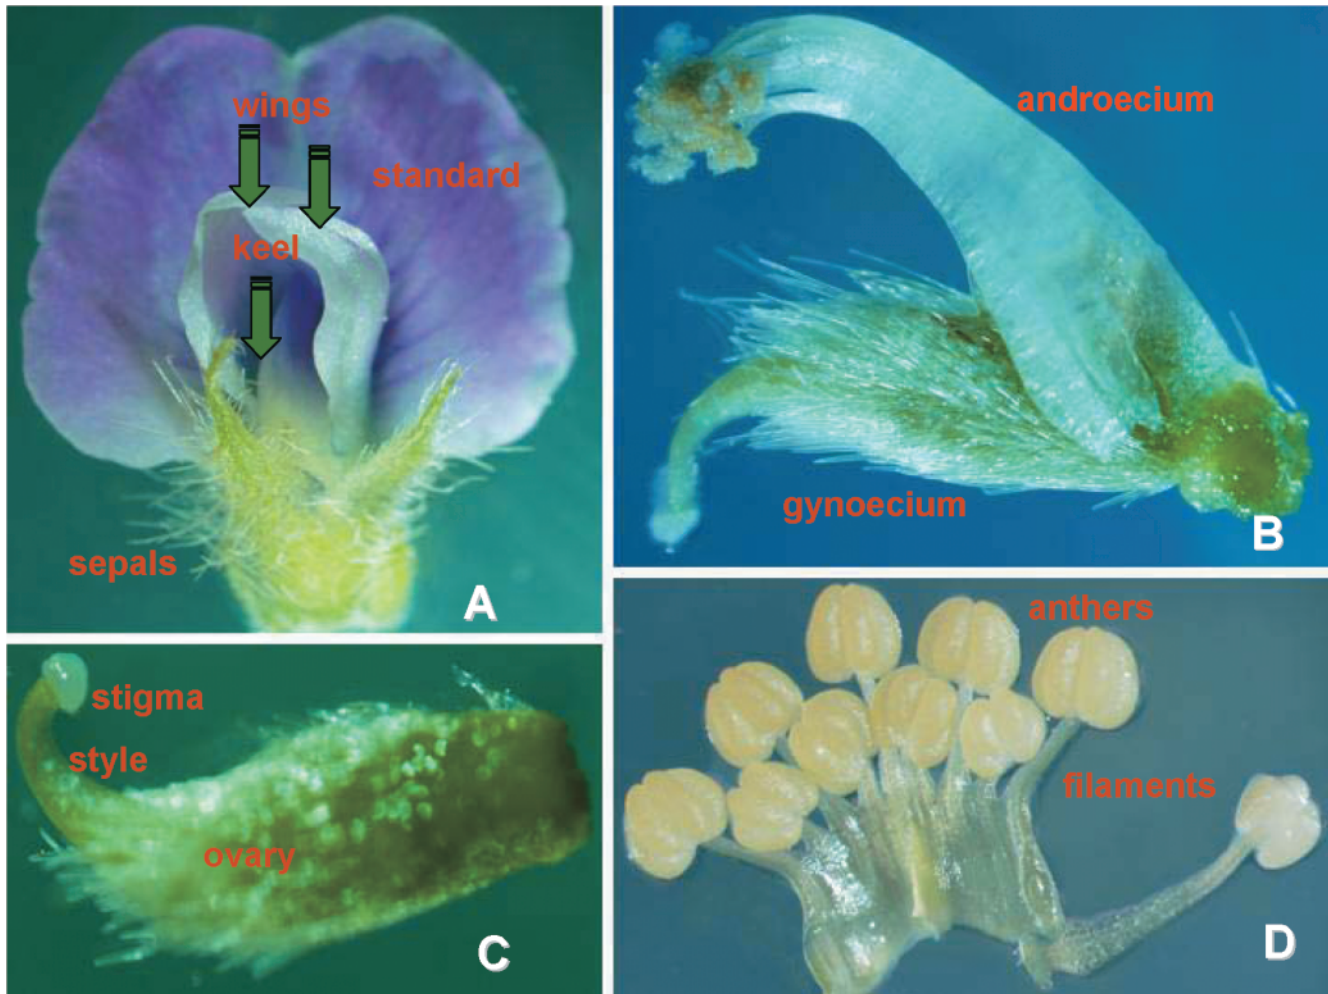 wings
standard
keel
sepals
A
androecium
gynoecium
B
stigma
style
ovary
C
anthers
filaments
D